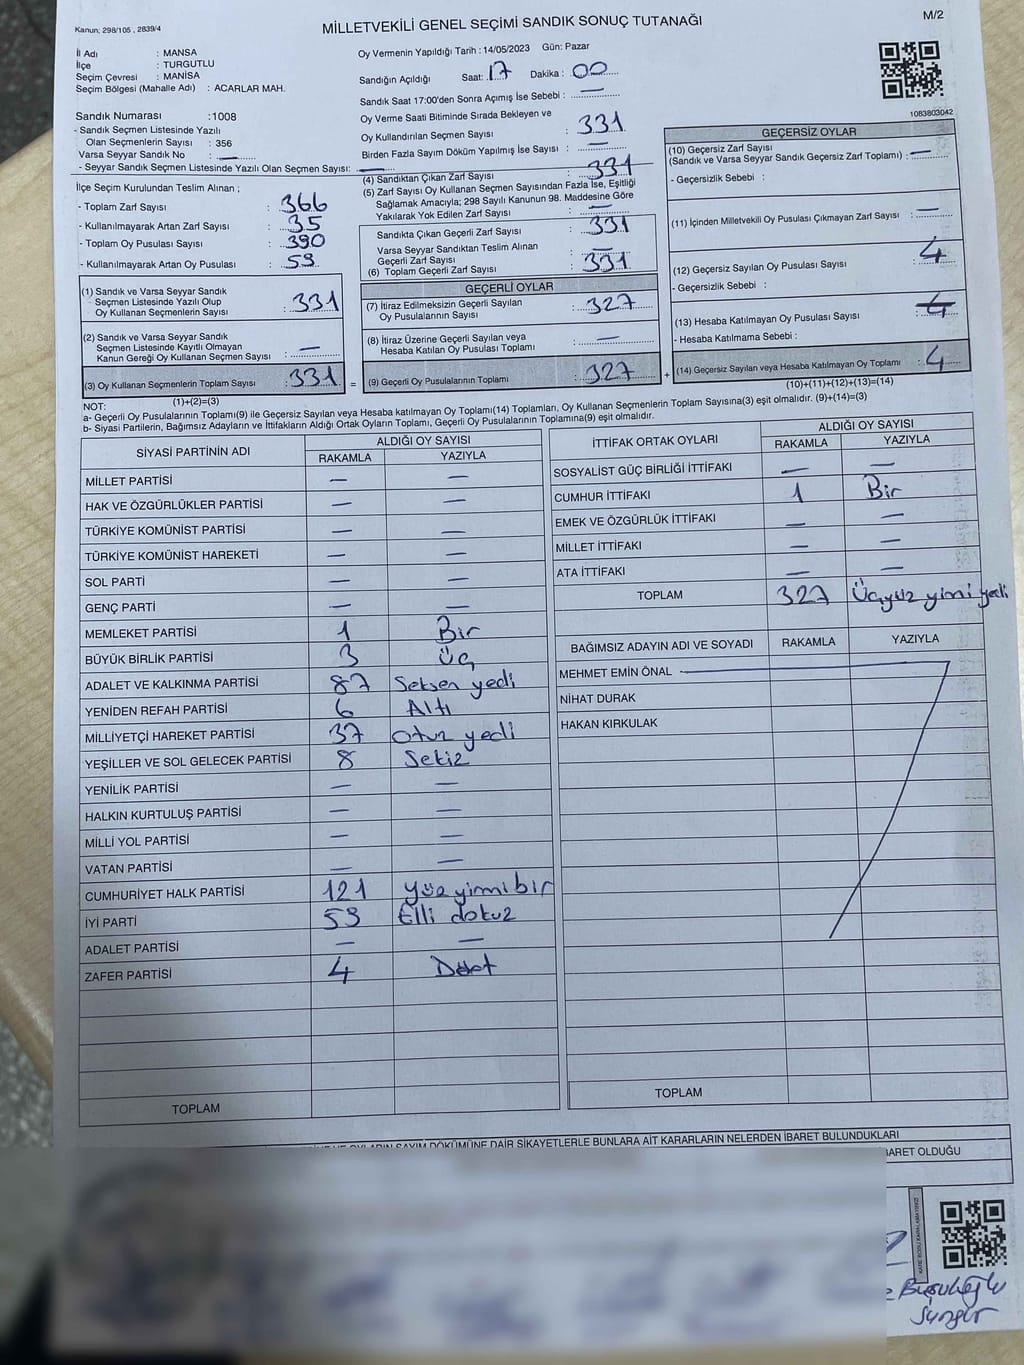 Kanun; 298/105 , 2839/4
MİLLETVEKİLİ GENEL SEÇİMİ SANDIK SONUÇ TUTANAĞI
M/2
İl Adı : MANİSA
İlçe : TURGUTLU
Seçim Çevresi : MANİSA
Seçim Bölgesi (Mahalle Adı) : ACARLAR MAH.
Sandık Numarası :1008
- Sandık Seçmen Listesinde Yazılı
Olan Seçmenlerin Sayısı : 356
Varsa Seyyar Sandık No : —
- Seyyar Sandık Seçmen Listesinde Yazılı Olan Seçmen Sayısı: —
İlçe Seçim Kurulundan Teslim Alınan ;
- Toplam Zarf Sayısı : 366
- Kullanılmayarak Artan Zarf Sayısı : 35
- Toplam Oy Pusulası Sayısı : 390
- Kullanılmayarak Artan Oy Pusulası : 59
(1) Sandık ve Varsa Seyyar Sandık
Seçmen Listesinde Yazılı Olup
Oy Kullanan Seçmenlerin Sayısı : 331
(2) Sandık ve Varsa Seyyar Sandık
Seçmen Listesinde Kayıtlı Olmayan
Kanun Gereği Oy Kullanan Seçmen Sayısı : —
(3) Oy Kullanan Seçmenlerin Toplam Sayısı : 331
(1)+(2)=(3)
Oy Vermenin Yapıldığı Tarih : 14/05/2023 Gün: Pazar
Sandığın Açıldığı Saat: 17 Dakika : 00
Sandık Saat 17:00'den Sonra Açımış İse Sebebi : —
Oy Verme Saati Bitiminde Sırada Bekleyen ve
Oy Kullandırılan Seçmen Sayısı : 331
Birden Fazla Sayım Döküm Yapılmış İse Sayısı : —
(4) Sandıktan Çıkan Zarf Sayısı : 331
(5) Zarf Sayısı Oy Kullanan Seçmen Sayısından Fazla İse, Eşitliği
Sağlamak Amacıyla; 298 Sayılı Kanunun 98. Maddesine Göre
Yakılarak Yok Edilen Zarf Sayısı : —
Sandıkta Çıkan Geçerli Zarf Sayısı : 331
Varsa Seyyar Sandıktan Teslim Alınan
Geçerli Zarf Sayısı : —
(6) Toplam Geçerli Zarf Sayısı : 331
GEÇERLİ OYLAR
(7) İtiraz Edilmeksizin Geçerli Sayılan
Oy Pusulalarının Sayısı : 327
(8) İtiraz Üzerine Geçerli Sayılan veya
Hesaba Katılan Oy Pusulası Toplamı : —
= (9) Geçerli Oy Pusulalarının Toplamı : 327 +
1083803042
GEÇERSİZ OYLAR
(10) Geçersiz Zarf Sayısı
(Sandık ve Varsa Seyyar Sandık Geçersiz Zarf Toplamı) : —
- Geçersizlik Sebebi :
(11) İçinden Milletvekili Oy Pusulası Çıkmayan Zarf Sayısı : —
(12) Geçersiz Sayılan Oy Pusulası Sayısı : 4
- Geçersizlik Sebebi :
(13) Hesaba Katılmayan Oy Pusulası Sayısı : 4
- Hesaba Katılmama Sebebi :
(14) Geçersiz Sayılan veya Hesaba Katılmayan Oy Toplamı : 4
(10)+(11)+(12)+(13)=(14)
NOT:
a- Geçerli Oy Pusulalarının Toplamı(9) ile Geçersiz Sayılan veya Hesaba katılmayan Oy Toplamı(14) Toplamları, Oy Kullanan Seçmenlerin Toplam Sayısına(3) eşit olmalıdır. (9)+(14)=(3)
b- Siyasi Partilerin, Bağımsız Adayların ve İttifakların Aldığı Ortak Oyların Toplamı, Geçerli Oy Pusulalarının Toplamına(9) eşit olmalıdır.
SİYASİ PARTİNİN ADI ALDIĞI OY SAYISI
RAKAMLA YAZIYLA
MİLLET PARTİSİ — —
HAK VE ÖZGÜRLÜKLER PARTİSİ — —
TÜRKİYE KOMÜNİST PARTİSİ — —
TÜRKİYE KOMÜNİST HAREKETİ — —
SOL PARTİ — —
GENÇ PARTİ — —
MEMLEKET PARTİSİ 1 Bir
BÜYÜK BİRLİK PARTİSİ 3 Üç
ADALET VE KALKINMA PARTİSİ 87 Seksen yedi
YENİDEN REFAH PARTİSİ 6 Altı
MİLLİYETÇİ HAREKET PARTİSİ 37 otuz yedi
YEŞİLLER VE SOL GELECEK PARTİSİ 8 Sekiz
YENİLİK PARTİSİ — —
HALKIN KURTULUŞ PARTİSİ — —
MİLLİ YOL PARTİSİ — —
VATAN PARTİSİ — —
CUMHURİYET HALK PARTİSİ 121 Yüz yirmi bir
İYİ PARTİ 59 Elli dokuz
ADALET PARTİSİ — —
ZAFER PARTİSİ 4 Dört
TOPLAM
İTTİFAK ORTAK OYLARI ALDIĞI OY SAYISI
RAKAMLA YAZIYLA
SOSYALİST GÜÇ BİRLİĞİ İTTİFAKI — —
CUMHUR İTTİFAKI 1 Bir
EMEK VE ÖZGÜRLÜK İTTİFAKI — —
MİLLET İTTİFAKI — —
ATA İTTİFAKI — —
TOPLAM 327 Üçyüz yimi yedi
BAĞIMSIZ ADAYIN ADI VE SOYADI RAKAMLA YAZIYLA
MEHMET EMİN ÖNAL
NİHAT DURAK
HAKAN KIRKULAK
TOPLAM
OYLARIN SAYIM DÖKÜMÜNE DAİR ŞİKAYETLERLE BUNLARA AİT KARARLARIN NELERDEN İBARET BULUNDUKLARI
İBARET OLDUĞU